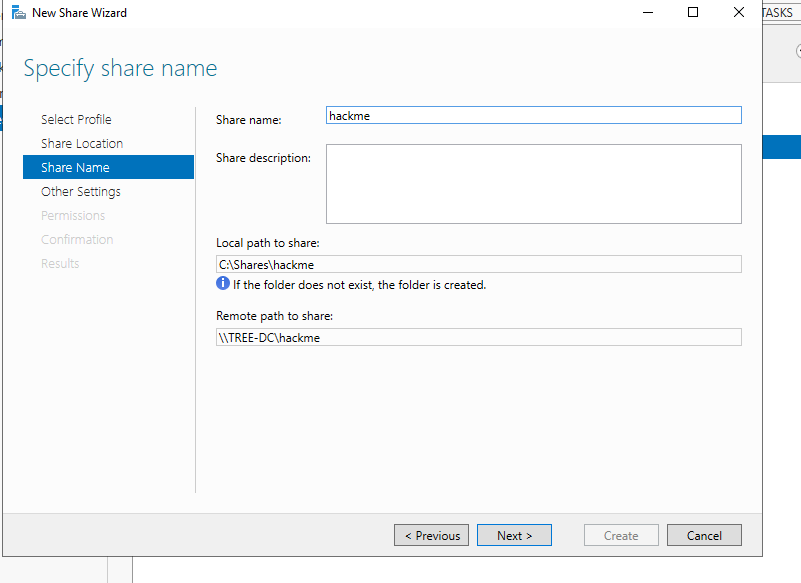 New Share Wizard
TASKS
Specify share name
Select Profile
Share Location
Share Name
Other Settings
Permissions
Confirmation
Results
Share name:
hackme
Share description:
Local path to share:
C:\Shares\hackme
If the folder does not exist, the folder is created.
Remote path to share:
\\TREE-DC\hackme
< Previous
Next >
Create
Cancel